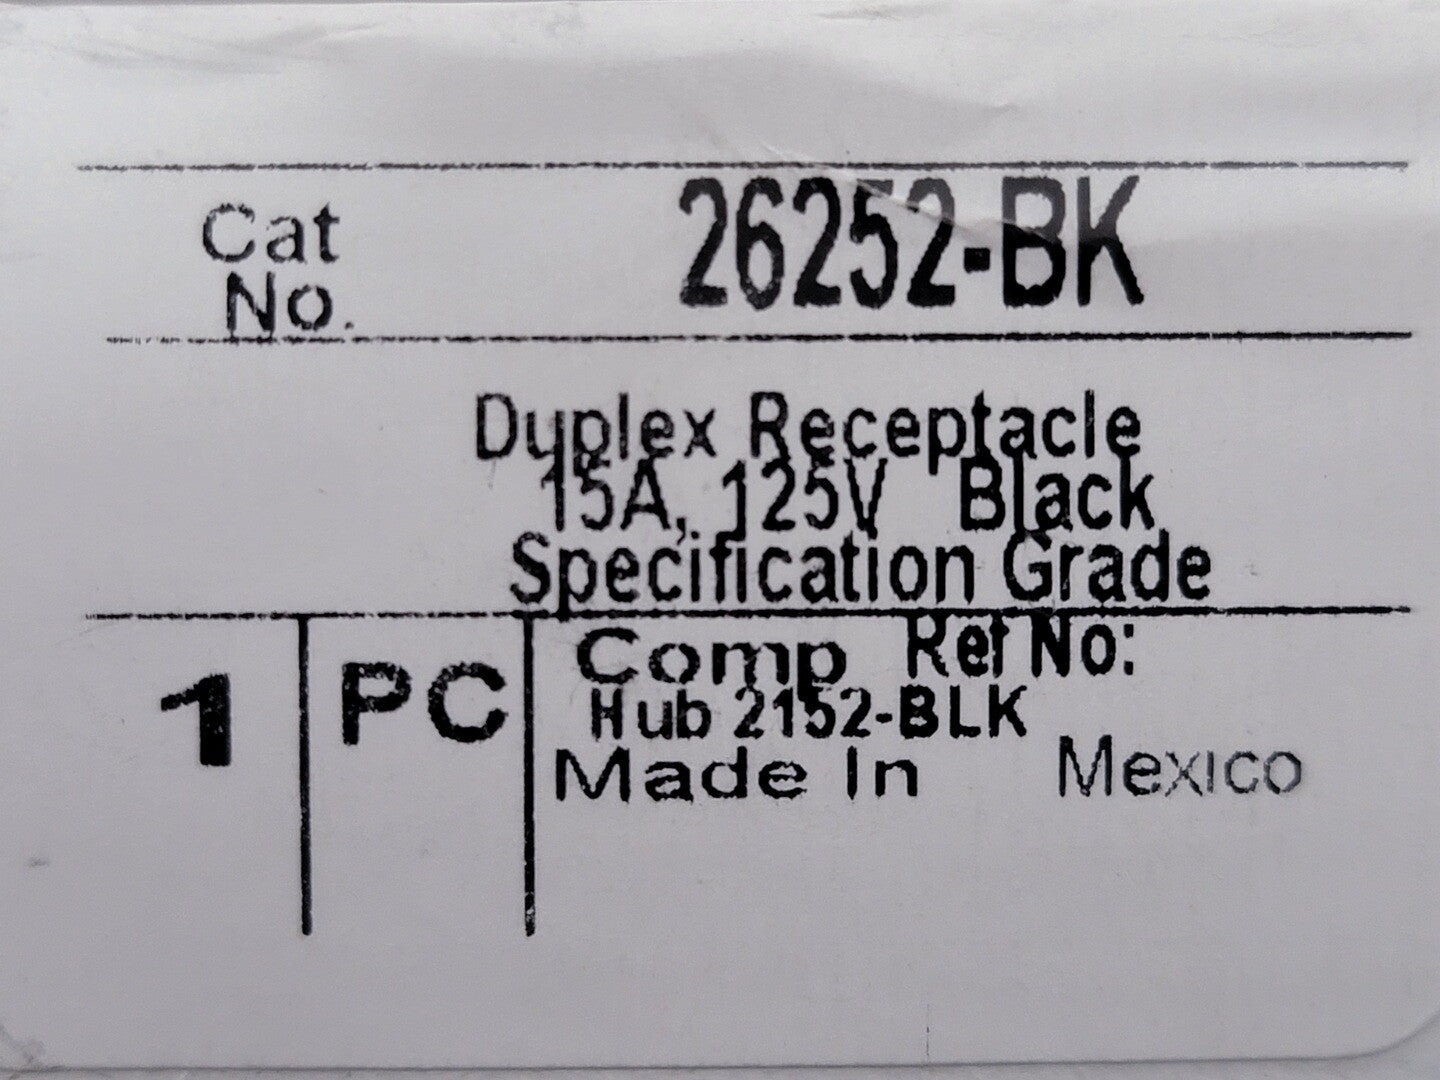 Cat No.
26252-BK
Duplex Receptacle
15A, 125V Black
Specification Grade
1
PC
Comp Ref No:
Hub 2152-BLK
Made In Mexico